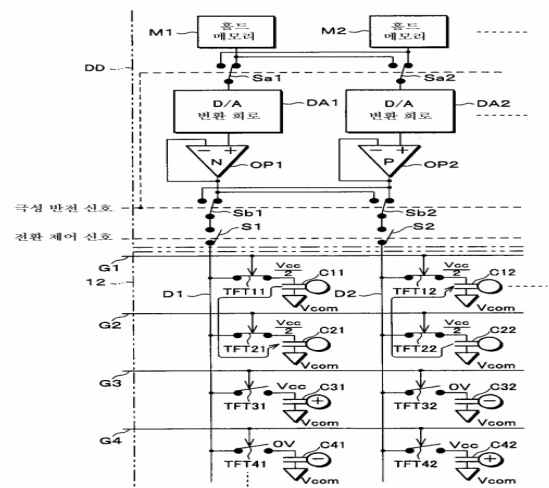 M1 홀드 메모리 M2 홀드 메모리
DD
Sa1 Sa2
D/A 변환 회로 DA1 D/A 변환 회로 DA2
− + − +
N OP1 P OP2
극성 반전 신호
Sb1 Sb2
전환 제어 신호 S1 S2
G1
12 D1 Vcc/2 C11 D2 Vcc/2 C12
TFT11 Vcom TFT12 Vcom
G2
Vcc/2 C21 Vcc/2 C22
TFT21 Vcom TFT22 Vcom
G3
Vcc C31 0V C32
TFT31 + Vcom TFT32 − Vcom
G4
0V C41 Vcc C42
TFT41 − Vcom TFT42 + Vcom